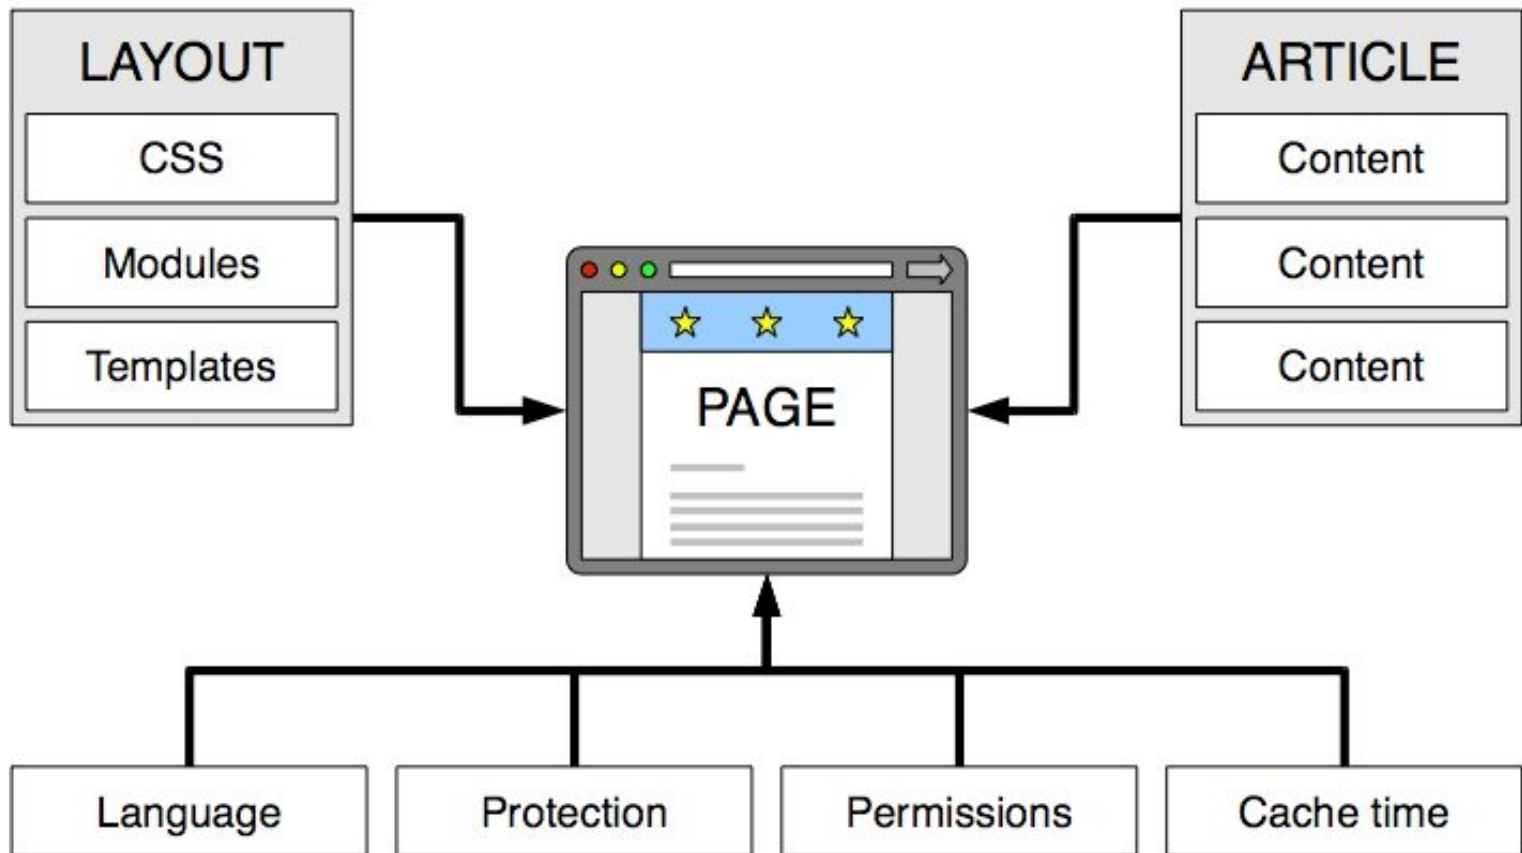 LAYOUT
CSS
Modules
Templates
ARTICLE
Content
Content
Content
PAGE
Language
Protection
Permissions
Cache time